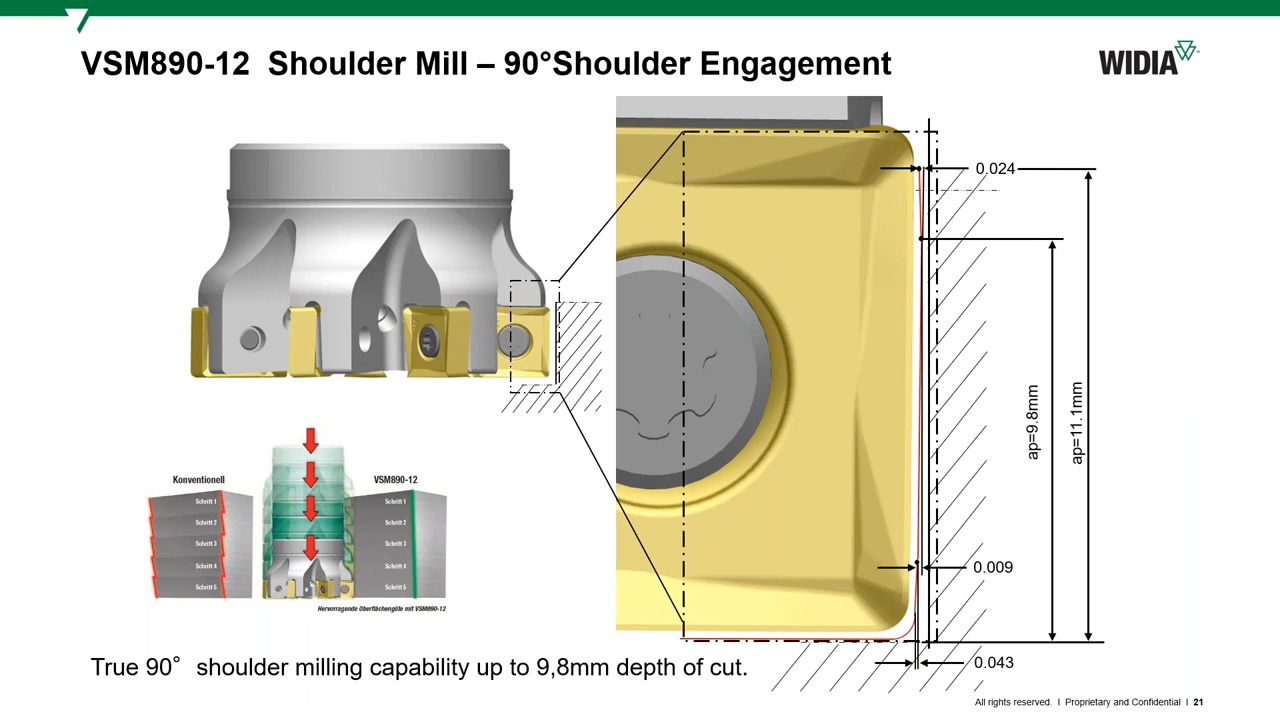 VSM890-12  Shoulder Mill – 90°Shoulder Engagement
WIDIA
0.024
ap=9.8mm
ap=11.1mm
0.009
0.043
Konventionell
VSM890-12
Schritt 1
Schritt 2
Schritt 3
Schritt 4
Schritt 5
Schritt 1
Schritt 2
Schritt 3
Schritt 4
Schritt 5
Hervorragende Oberflächengüte mit VSM890-12
True 90° shoulder milling capability up to 9,8mm depth of cut.
All rights reserved. I Proprietary and Confidential I 21